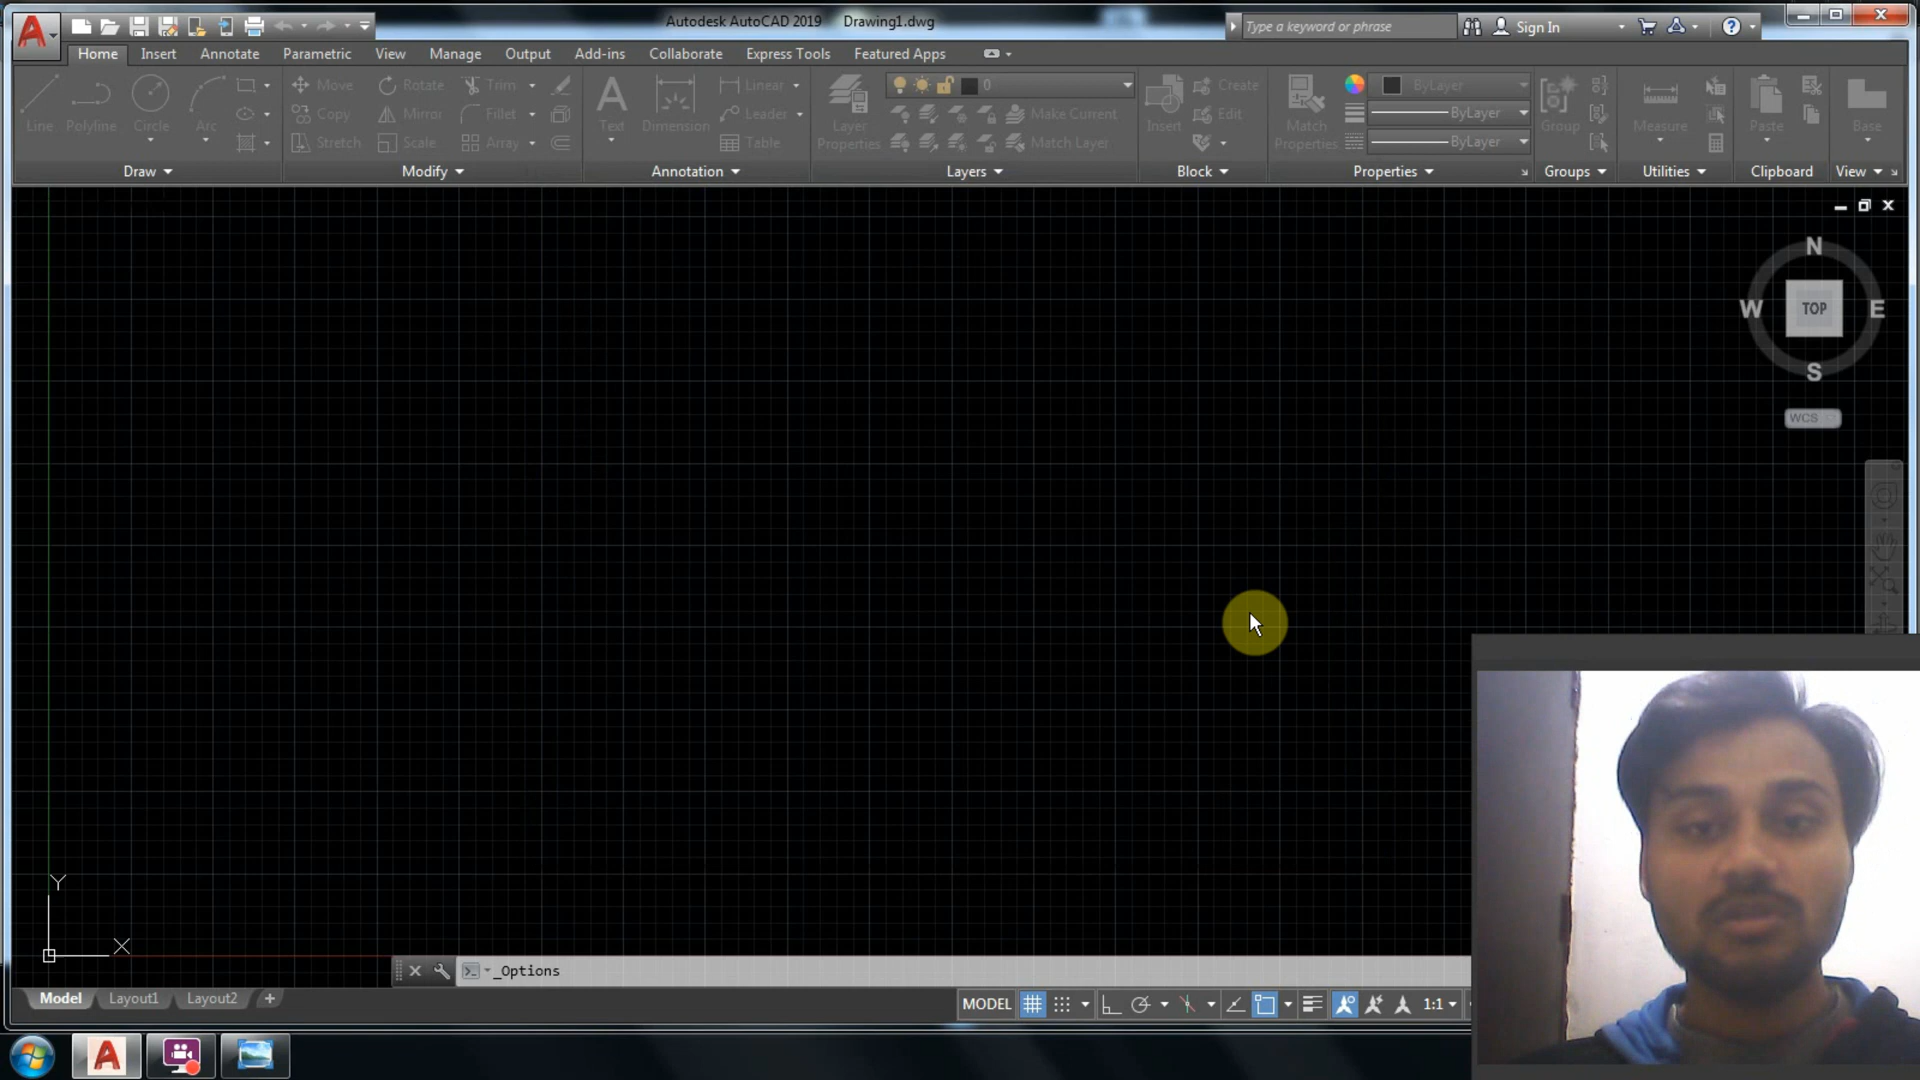 Autodesk AutoCAD 2019 Drawing1.dwg
Type a keyword or phrase
Sign In
Home Insert Annotate Parametric View Manage Output Add-ins Collaborate Express Tools Featured Apps
Line Polyline Circle Arc
Move Rotate Trim
Copy Mirror Fillet
Stretch Scale Array
Text Dimension
Linear
Leader
Table
Layer Properties
0
Make Current
Match Layer
Insert
Create
Edit
Match Properties
ByLayer
ByLayer
ByLayer
Group
Measure
Paste
Base
Draw Modify Annotation Layers Block Properties Groups Utilities Clipboard View
N
W TOP E
S
WCS
Y
X
_Options
Model Layout1 Layout2 +
MODEL 1:1